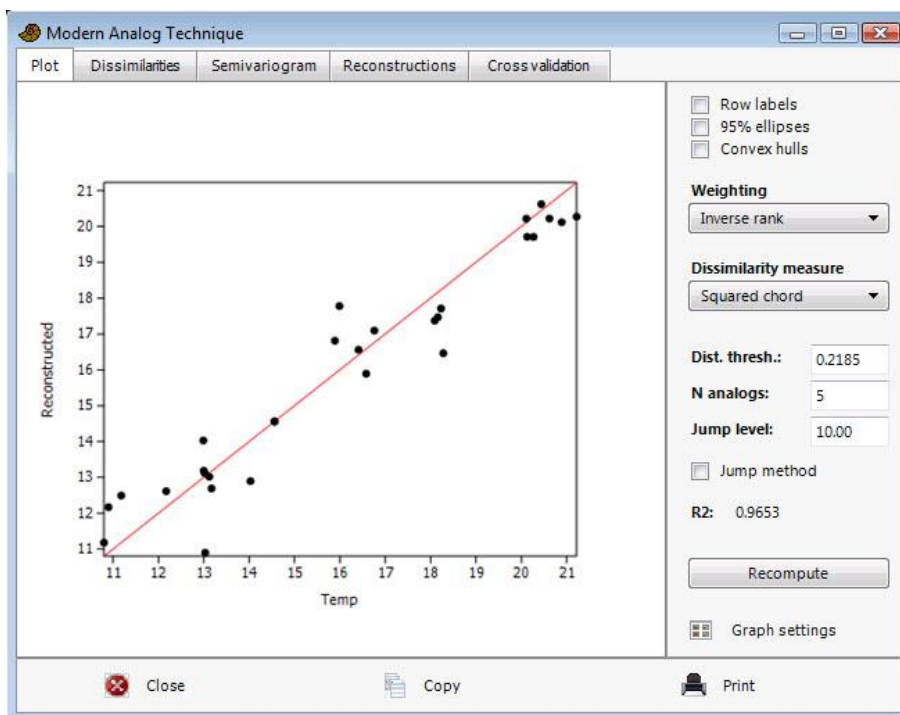 Modern Analog Technique
Plot Dissimilarities Semivariogram Reconstructions Cross validation
Row labels
95% ellipses
Convex hulls
Weighting
Inverse rank
Dissimilarity measure
Squared chord
Dist. thresh.: 0.2185
N analogs: 5
Jump level: 10.00
Jump method
R2: 0.9653
Recompute
Graph settings
21
20
19
18
17
16
15
14
13
12
11
Reconstructed
11 12 13 14 15 16 17 18 19 20 21
Temp
Close Copy Print